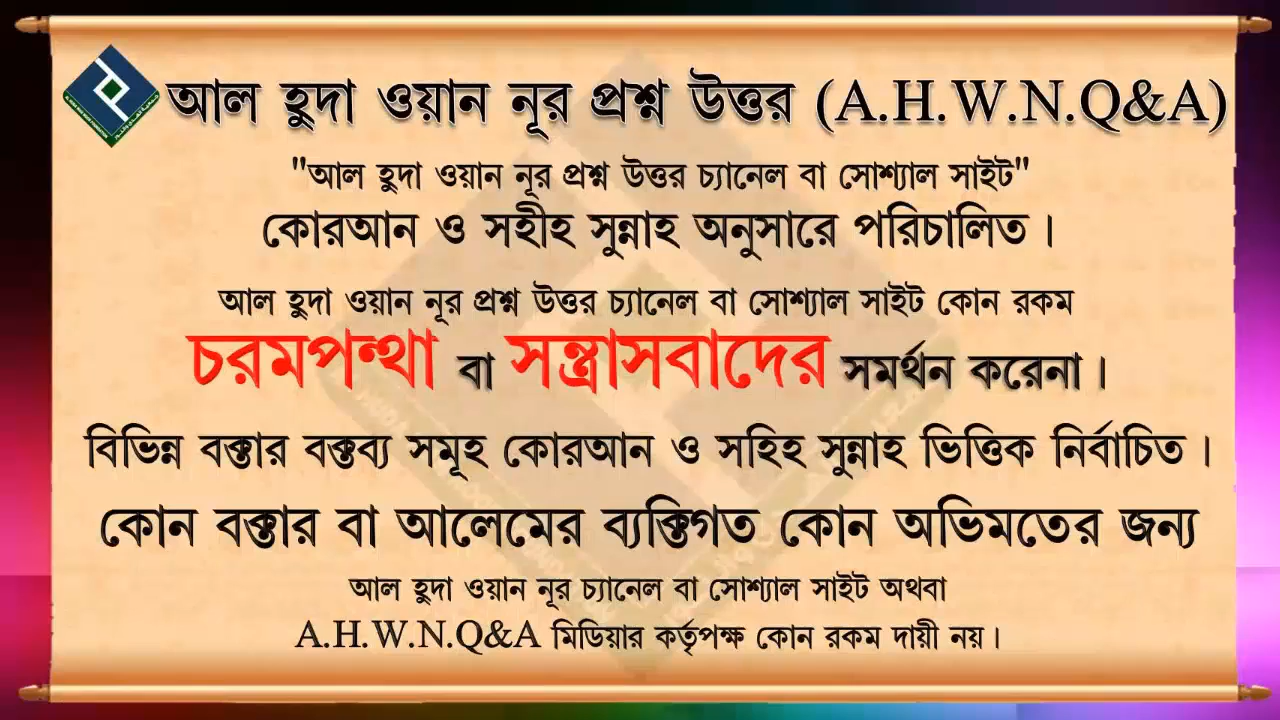 আল হুদা ওয়ান নূর প্রশ্ন উত্তর (A.H.W.N.Q&A)
"আল হুদা ওয়ান নূর প্রশ্ন উত্তর চ্যানেল বা সোশ্যাল সাইট"
কোরআন ও সহীহ সুন্নাহ অনুসারে পরিচালিত।
আল হুদা ওয়ান নূর প্রশ্ন উত্তর চ্যানেল বা সোশ্যাল সাইট কোন রকম
চরমপন্থা বা সন্ত্রাসবাদের সমর্থন করেনা।
বিভিন্ন বক্তার বক্তব্য সমূহ কোরআন ও সহিহ সুন্নাহ ভিত্তিক নির্বাচিত।
কোন বক্তার বা আলেমের ব্যক্তিগত কোন অভিমতের জন্য
আল হুদা ওয়ান নূর চ্যানেল বা সোশ্যাল সাইট অথবা
A.H.W.N.Q&A মিডিয়ার কর্তৃপক্ষ কোন রকম দায়ী নয়।